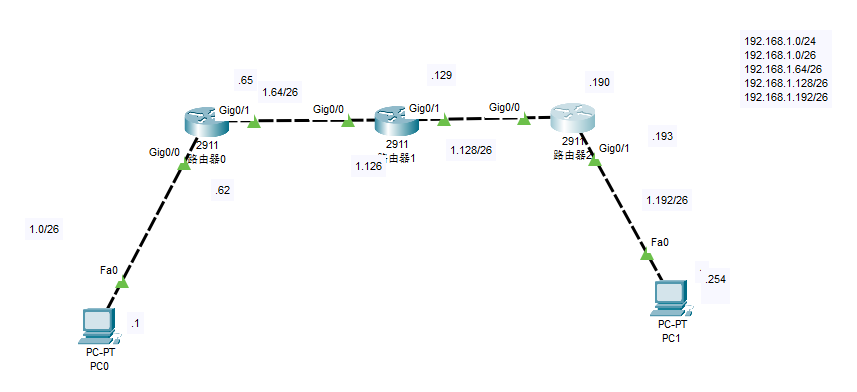 192.168.1.0/24
192.168.1.0/26
192.168.1.64/26
192.168.1.128/26
192.168.1.192/26
.65
1.64/26
.129
.190
Gig0/1
Gig0/0
Gig0/1
Gig0/0
2911
路由器0
2911
路由器1
2911
路由器2
Gig0/0
.62
1.126
1.128/26
Gig0/1
.193
1.192/26
1.0/26
Fa0
.1
PC-PT
PC0
Fa0
.254
PC-PT
PC1